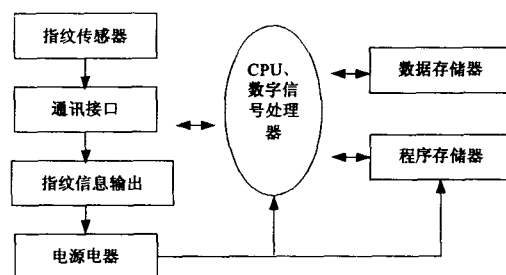 指纹传感器
通讯接口
指纹信息输出
电源电器
CPU、
数字信
号处理
器
数据存储器
程序存储器